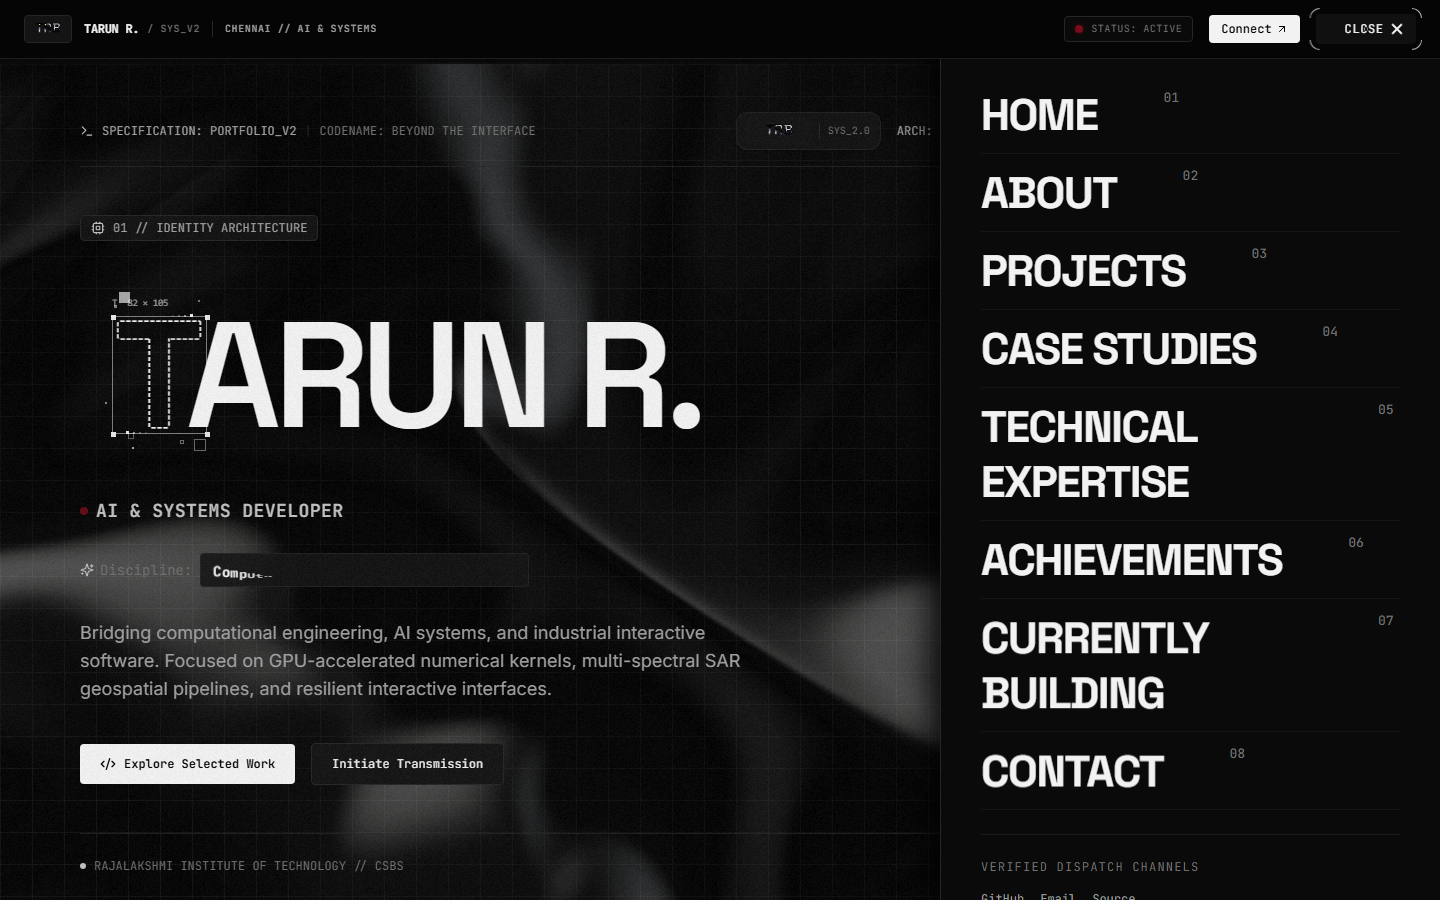 TARUN R. / SYS_V2 CHENNAI // AI & SYSTEMS
STATUS: ACTIVE
Connect
CLOSE
SPECIFICATION: PORTFOLIO_V2 CODENAME: BEYOND THE INTERFACE
SYS_2.0
ARCH:
01 // IDENTITY ARCHITECTURE
82 × 105
TARUN R.
AI & SYSTEMS DEVELOPER
Discipline:
Bridging computational engineering, AI systems, and industrial interactive
software. Focused on GPU-accelerated numerical kernels, multi-spectral SAR
geospatial pipelines, and resilient interactive interfaces.
Explore Selected Work
Initiate Transmission
RAJALAKSHMI INSTITUTE OF TECHNOLOGY // CSBS
HOME 01
ABOUT 02
PROJECTS 03
CASE STUDIES 04
TECHNICAL 05
EXPERTISE
ACHIEVEMENTS 06
CURRENTLY 07
BUILDING
CONTACT 08
VERIFIED DISPATCH CHANNELS
GitHub Email Source